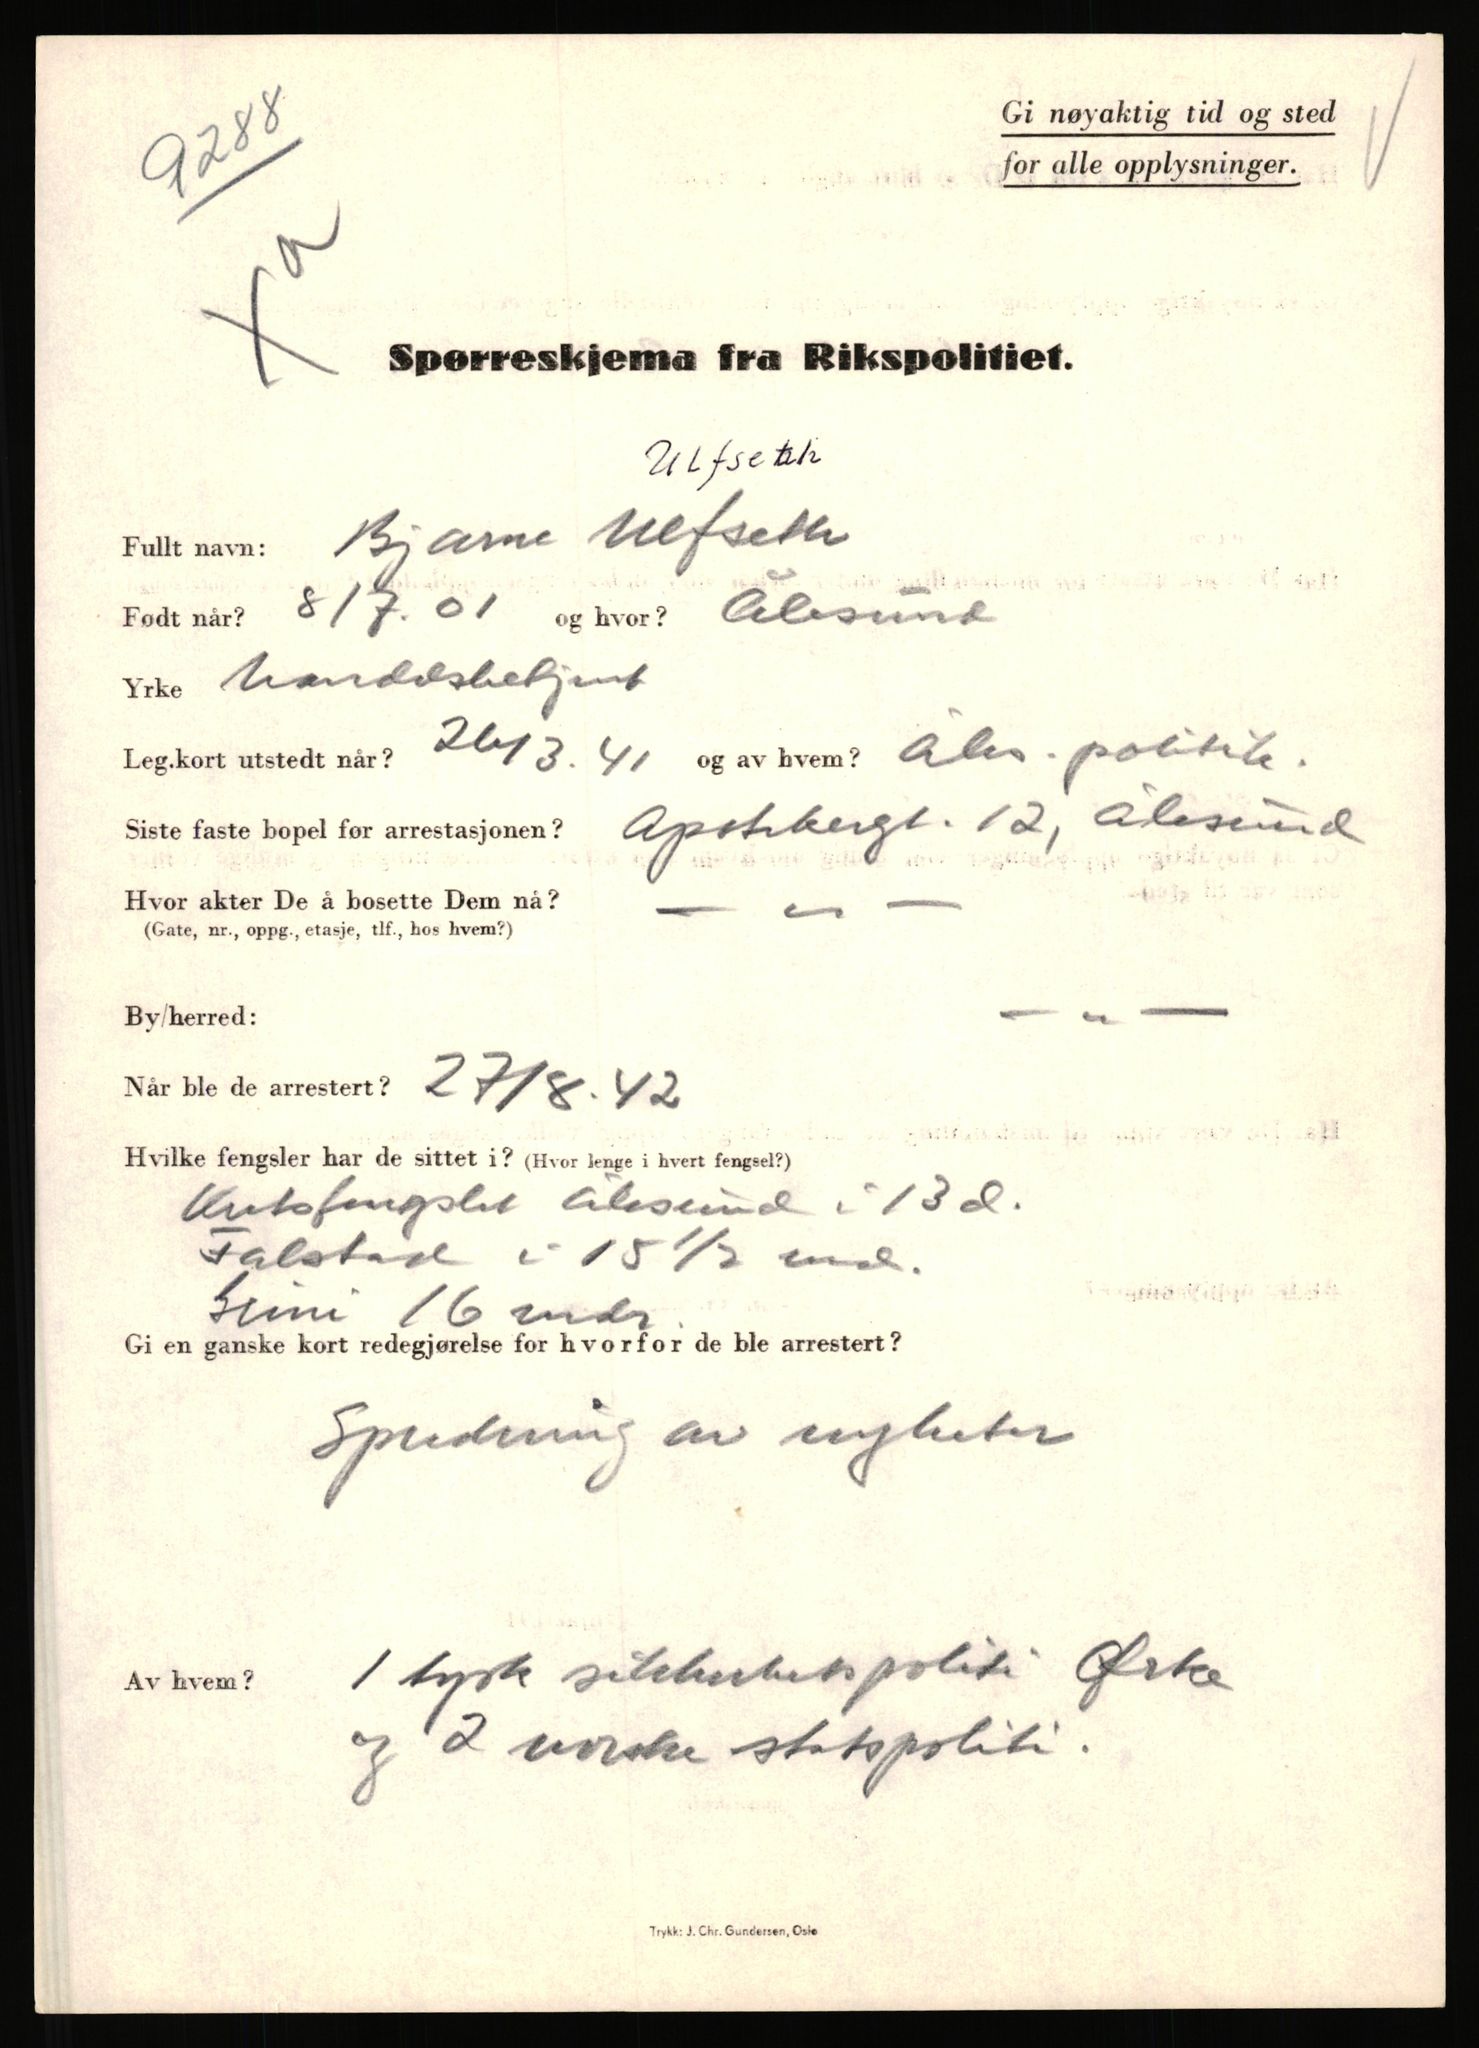 9288
Gi nøyaktig tid og sted
for alle opplysninger.
X a
Spørreskjema fra Rikspolitiet.
Ulfseth
Fullt navn: Bjarne Ulfseth
Født når? 8/7.01 og hvor? Ålesund
Yrke handelsbetjent
Leg.kort utstedt når? 26/3.41 og av hvem? Åles. politik.
Siste faste bopel før arrestasjonen? Apotekergt. 12, Ålesund
Hvor akter De å bosette Dem nå? — " —
(Gate, nr., oppg., etasje, tlf., hos hvem?)
By/herred: — " —
Når ble de arrestert? 27/8.42
Hvilke fengsler har de sittet i? (Hvor lenge i hvert fengsel?)
Kretsfengslet Ålesund i 13 d.
Falstad i 15 1/2 md.
Grini 16 mdr.
Gi en ganske kort redegjørelse for hvorfor de ble arrestert?
Spredning av nyheter
Av hvem? 1 tysk sikkerhetspoliti Ørke
og 2 norske statspoliti.
Trykk: J. Chr. Gundersen, Oslo